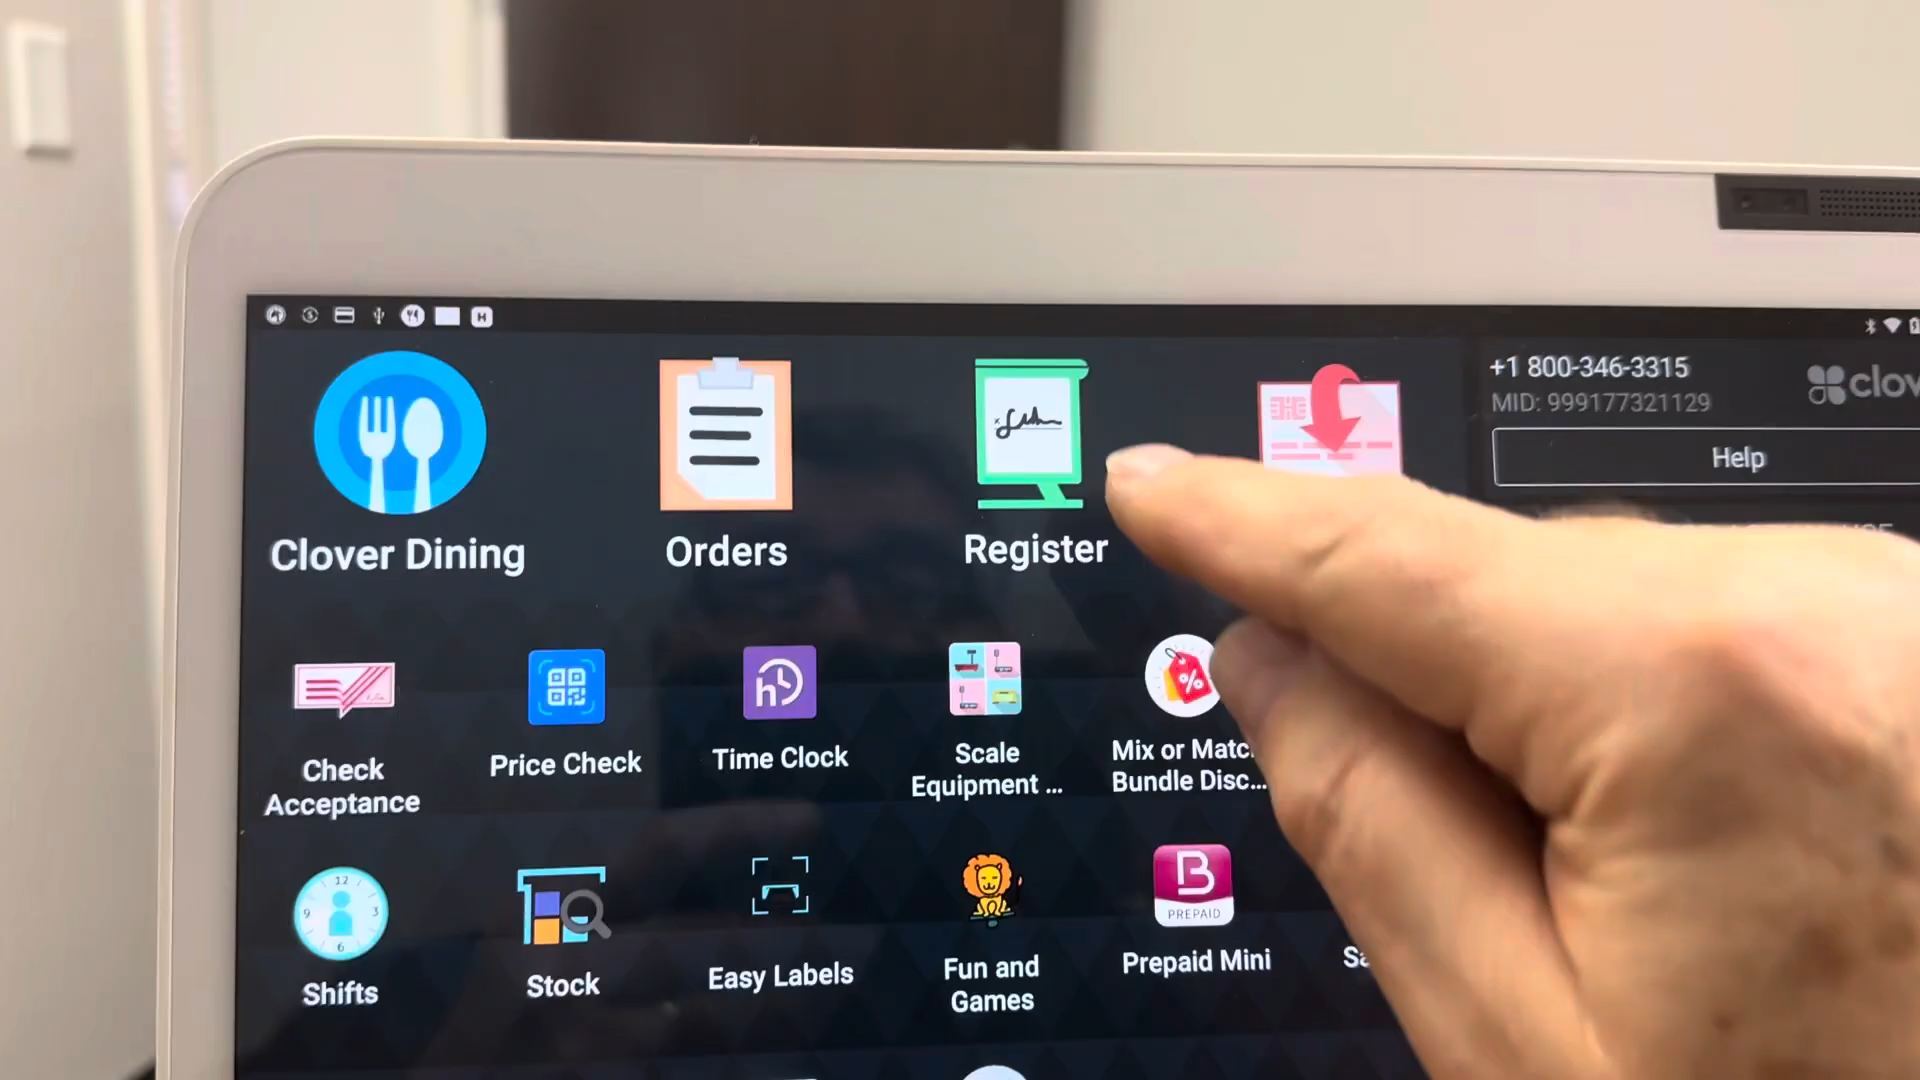 +1 800-346-3315
MID: 999177321129
Help
Clover Dining
Orders
Register
Check
Acceptance
Price Check
Time Clock
Scale
Equipment ...
Mix or Matc
Bundle Disc...
Shifts
Stock
Easy Labels
Fun and
Games
PREPAID
Prepaid Mini